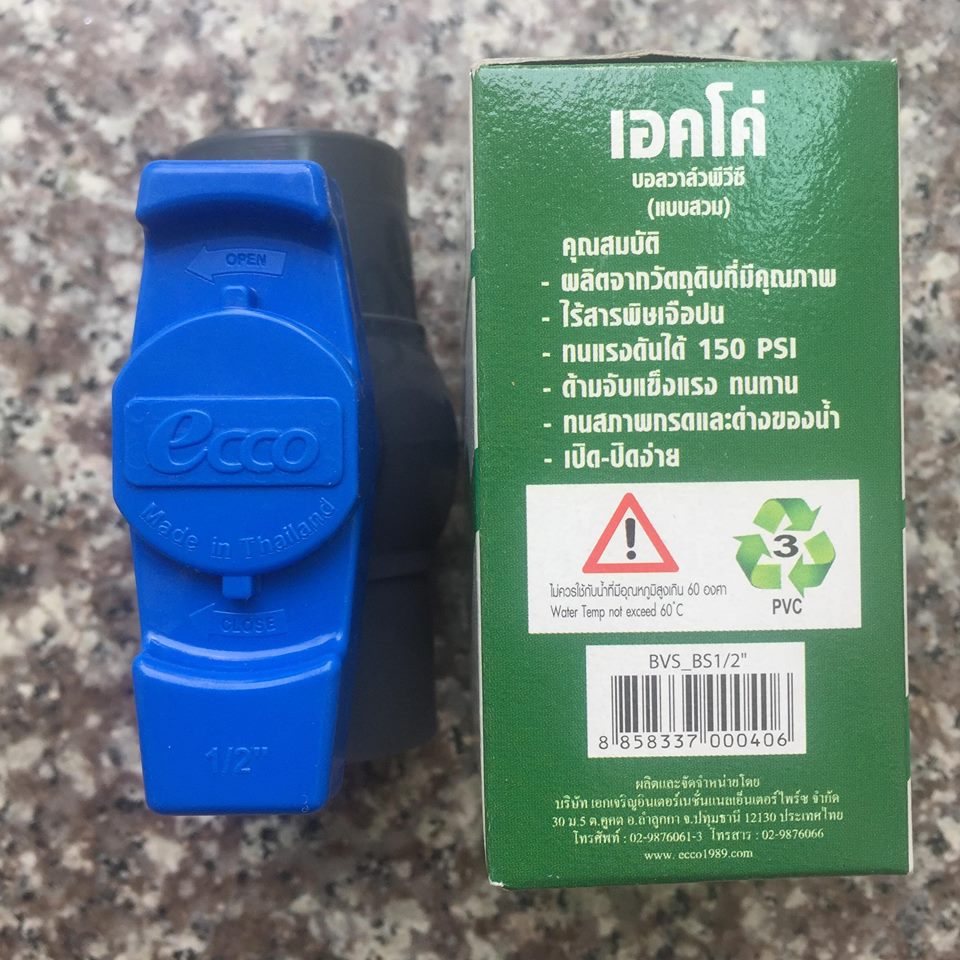 OPEN
ecco
Made in Thailand
CLOSE
1/2"
เอคโค่
บอลวาล์วพีวีซี
(แบบสวม)
คุณสมบัติ
- ผลิตจากวัตถุดิบที่มีคุณภาพ
- ไร้สารพิษเจือปน
- ทนแรงดันได้ 150 PSI
- ด้ามจับแข็งแรง ทนทาน
- ทนสภาพกรดและด่างของน้ำ
- เปิด-ปิดง่าย
!
ไม่ควรใช้กับน้ำที่มีอุณหภูมิสูงเกิน 60 องศา
Water Temp not exceed 60°C
3
PVC
BVS_BS1/2"
8 858337 000406
ผลิตและจัดจำหน่ายโดย
บริษัท เอกเจริญอินเตอร์เนชั่นแนลเอ็นเตอร์ไพร์ซ จำกัด
30 ม.5 ต.คูคต อ.ลำลูกกา จ.ปทุมธานี 12130 ประเทศไทย
โทรศัพท์ : 02-9876061-3 โทรสาร : 02-9876066
www. ecco1989.com